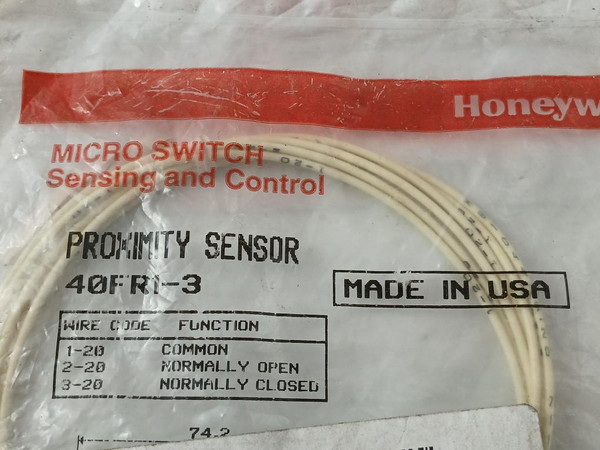 Honeyw
MICRO SWITCH
Sensing and Control
PROXIMITY SENSOR
40FR1-3
MADE IN USA
WIRE CODE FUNCTION
1-20 COMMON
2-20 NORMALLY OPEN
3-20 NORMALLY CLOSED
74.2